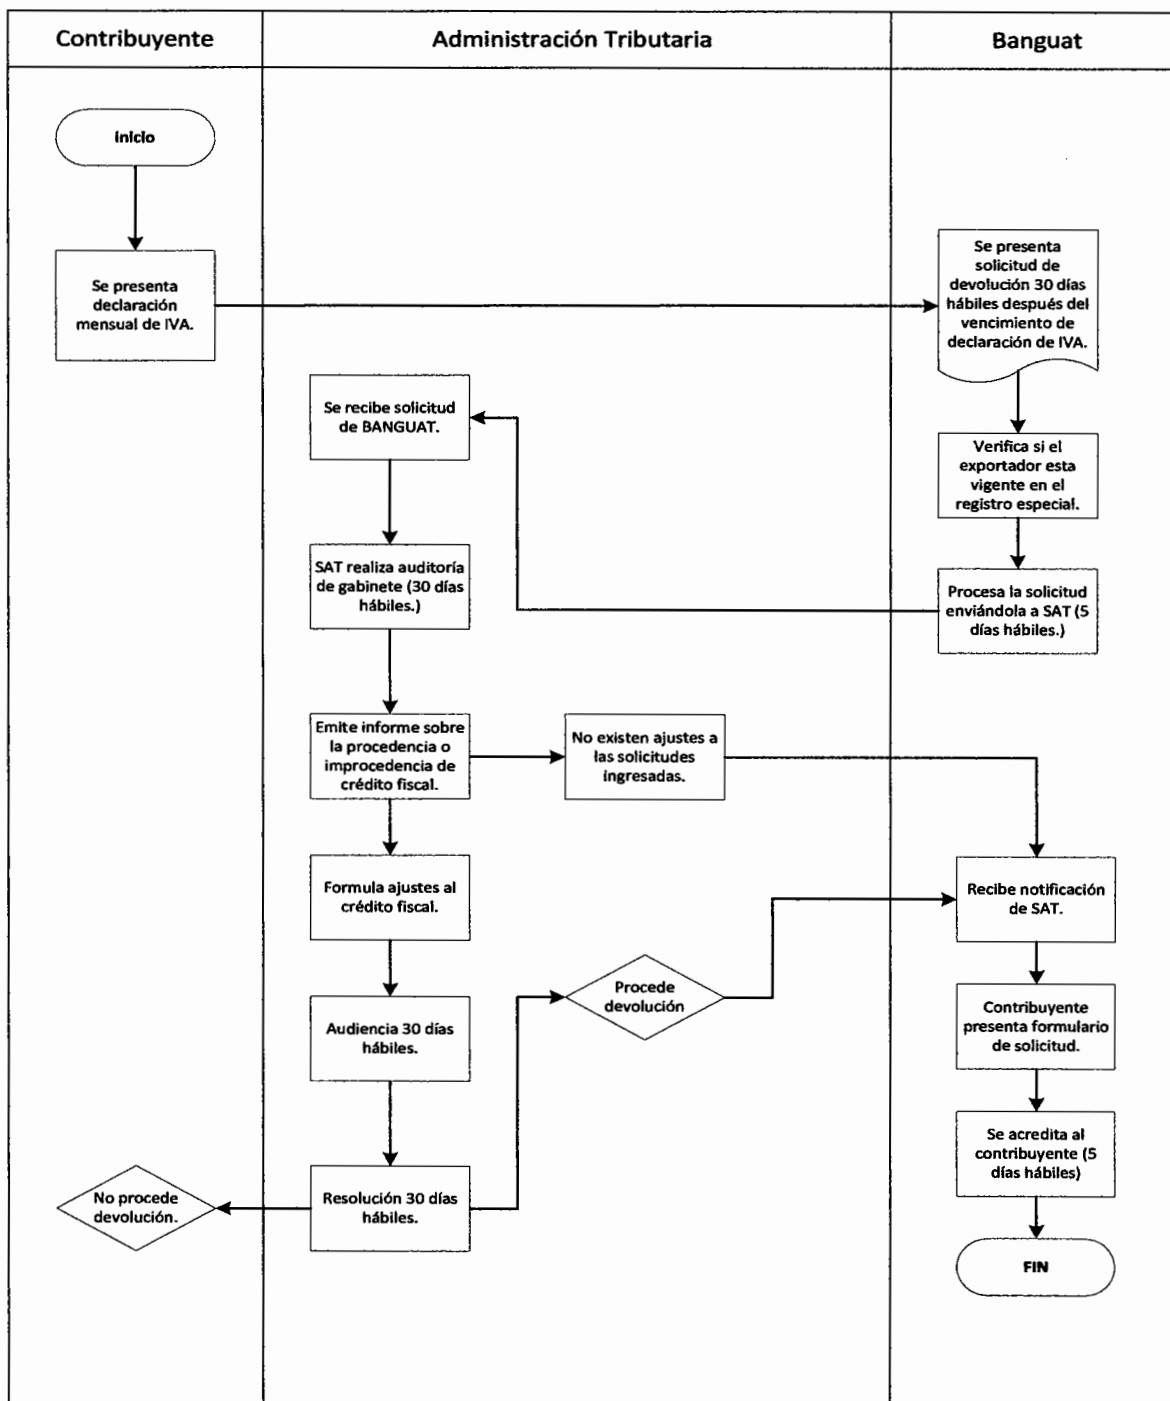 Contribuyente
Administración Tributaria
Banguat
Inicio
Se presenta
declaración
mensual de IVA.
Se presenta
solicitud de
devolución 30 días
hábiles después del
vencimiento de
declaración de IVA.
Verifica si el
exportador esta
vigente en el
registro especial.
Procesa la solicitud
enviándola a SAT (5
días hábiles.)
Se recibe solicitud
de BANGUAT.
SAT realiza auditoría
de gabinete (30 días
hábiles.)
Emite informe sobre
la procedencia o
improcedencia de
crédito fiscal.
No existen ajustes a
las solicitudes
ingresadas.
Formula ajustes al
crédito fiscal.
Audiencia 30 días
hábiles.
Resolución 30 días
hábiles.
No procede
devolución.
Procede
devolución
Recibe notificación
de SAT.
Contribuyente
presenta formulario
de solicitud.
Se acredita al
contribuyente (5
días hábiles)
FIN